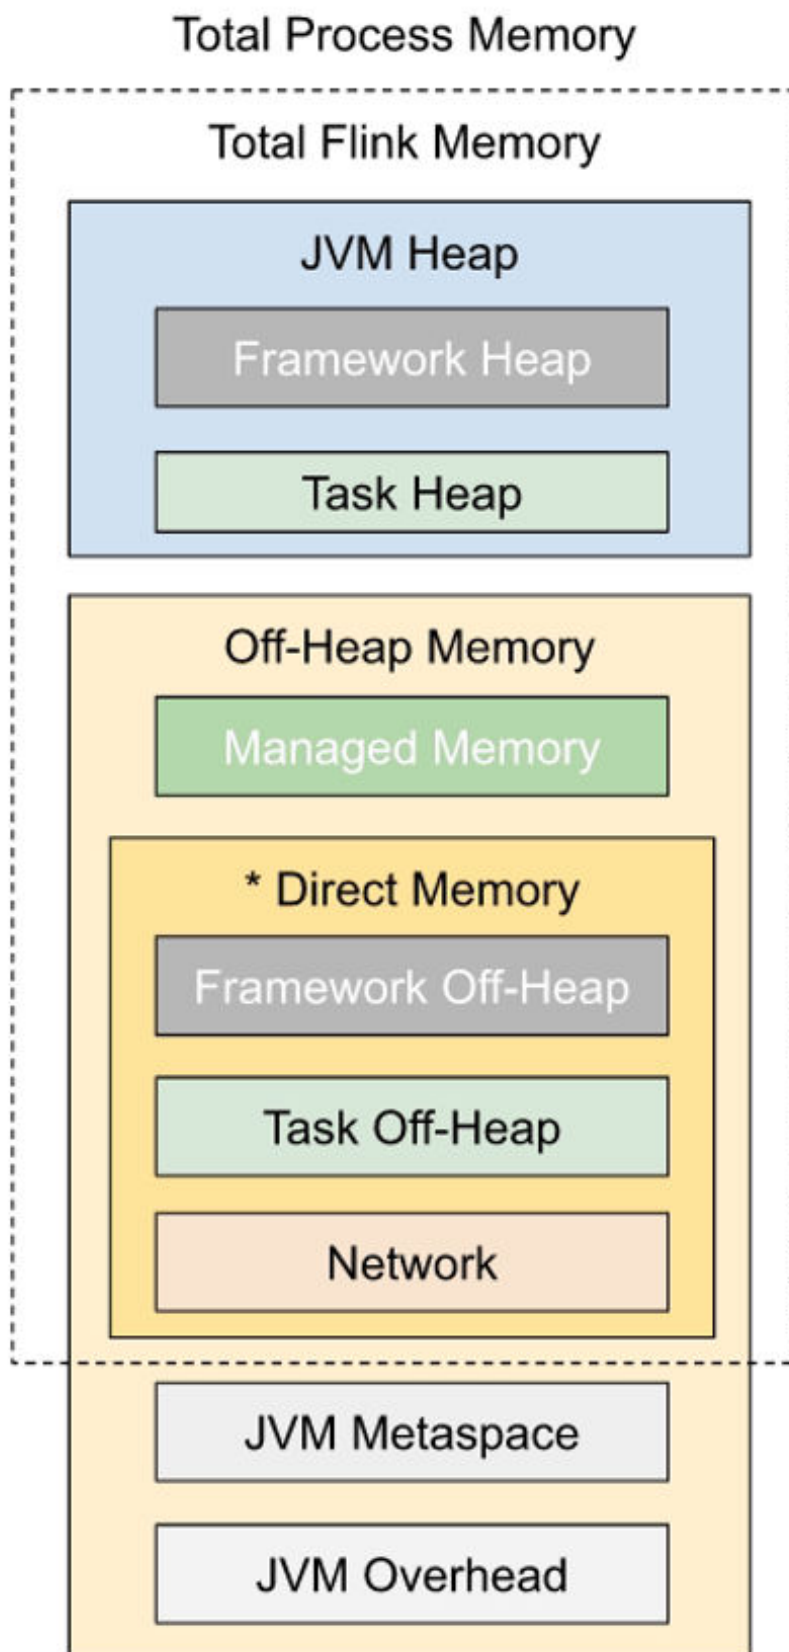 Total Process Memory
Total Flink Memory
JVM Heap
Framework Heap
Task Heap
Off-Heap Memory
Managed Memory
* Direct Memory
Framework Off-Heap
Task Off-Heap
Network
JVM Metaspace
JVM Overhead